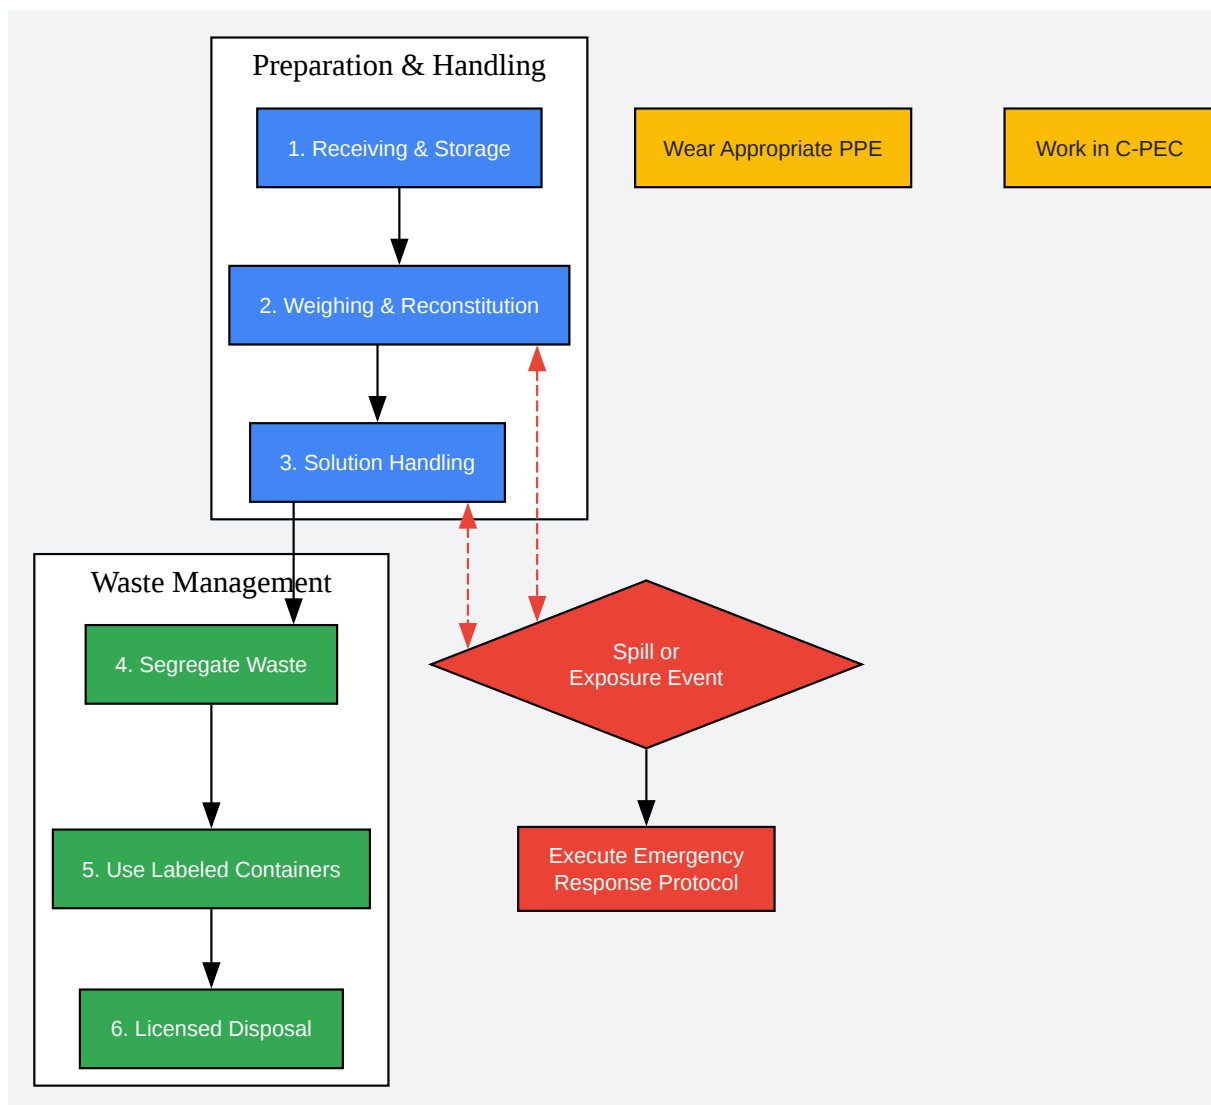 Preparation & Handling
1. Receiving & Storage
Wear Appropriate PPE
Work in C-PEC
2. Weighing & Reconstitution
3. Solution Handling
Waste Management
4. Segregate Waste
Spill or
Exposure Event
5. Use Labeled Containers
Execute Emergency
Response Protocol
6. Licensed Disposal